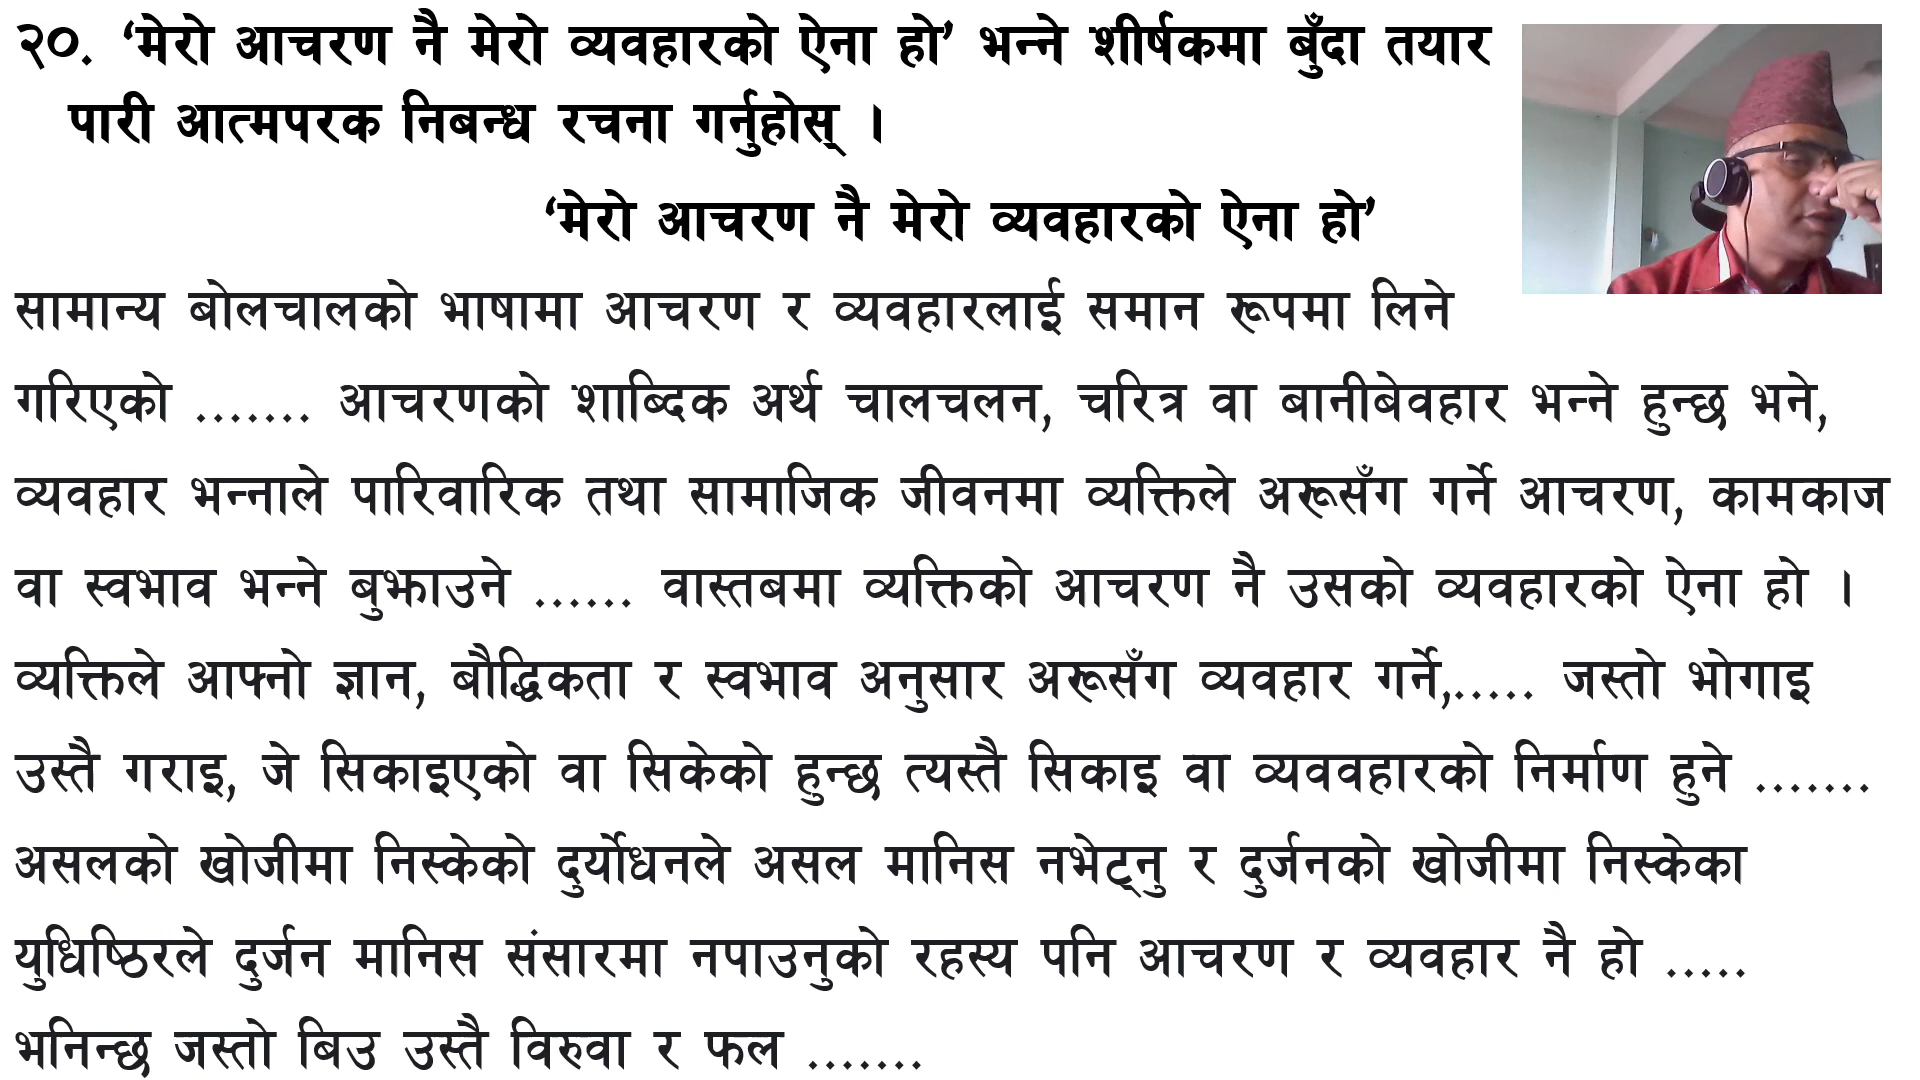 २०. ‘मेरो आचरण नै मेरो व्यवहारको ऐना हो’ भन्ने शीर्षकमा बुँदा तयार
पारी आत्मपरक निबन्ध रचना गर्नुहोस् ।
‘मेरो आचरण नै मेरो व्यवहारको ऐना हो’
सामान्य बोलचालको भाषामा आचरण र व्यवहारलाई समान रूपमा लिने
गरिएको ....... आचरणको शाब्दिक अर्थ चालचलन, चरित्र वा बानीबेवहार भन्ने हुन्छ भने,
व्यवहार भन्नाले पारिवारिक तथा सामाजिक जीवनमा व्यक्तिले अरूसँग गर्ने आचरण, कामकाज
वा स्वभाव भन्ने बुझाउने ...... वास्तबमा व्यक्तिको आचरण नै उसको व्यवहारको ऐना हो ।
व्यक्तिले आफ्नो ज्ञान, बौद्धिकता र स्वभाव अनुसार अरूसँग व्यवहार गर्ने,..... जस्तो भोगाइ
उस्तै गराइ, जे सिकाइएको वा सिकेको हुन्छ त्यस्तै सिकाइ वा व्यववहारको निर्माण हुने .......
असलको खोजीमा निस्केको दुर्योधनले असल मानिस नभेट्नु र दुर्जनको खोजीमा निस्केका
युधिष्ठिरले दुर्जन मानिस संसारमा नपाउनुको रहस्य पनि आचरण र व्यवहार नै हो .....
भनिन्छ जस्तो बिउ उस्तै विरुवा र फल .......